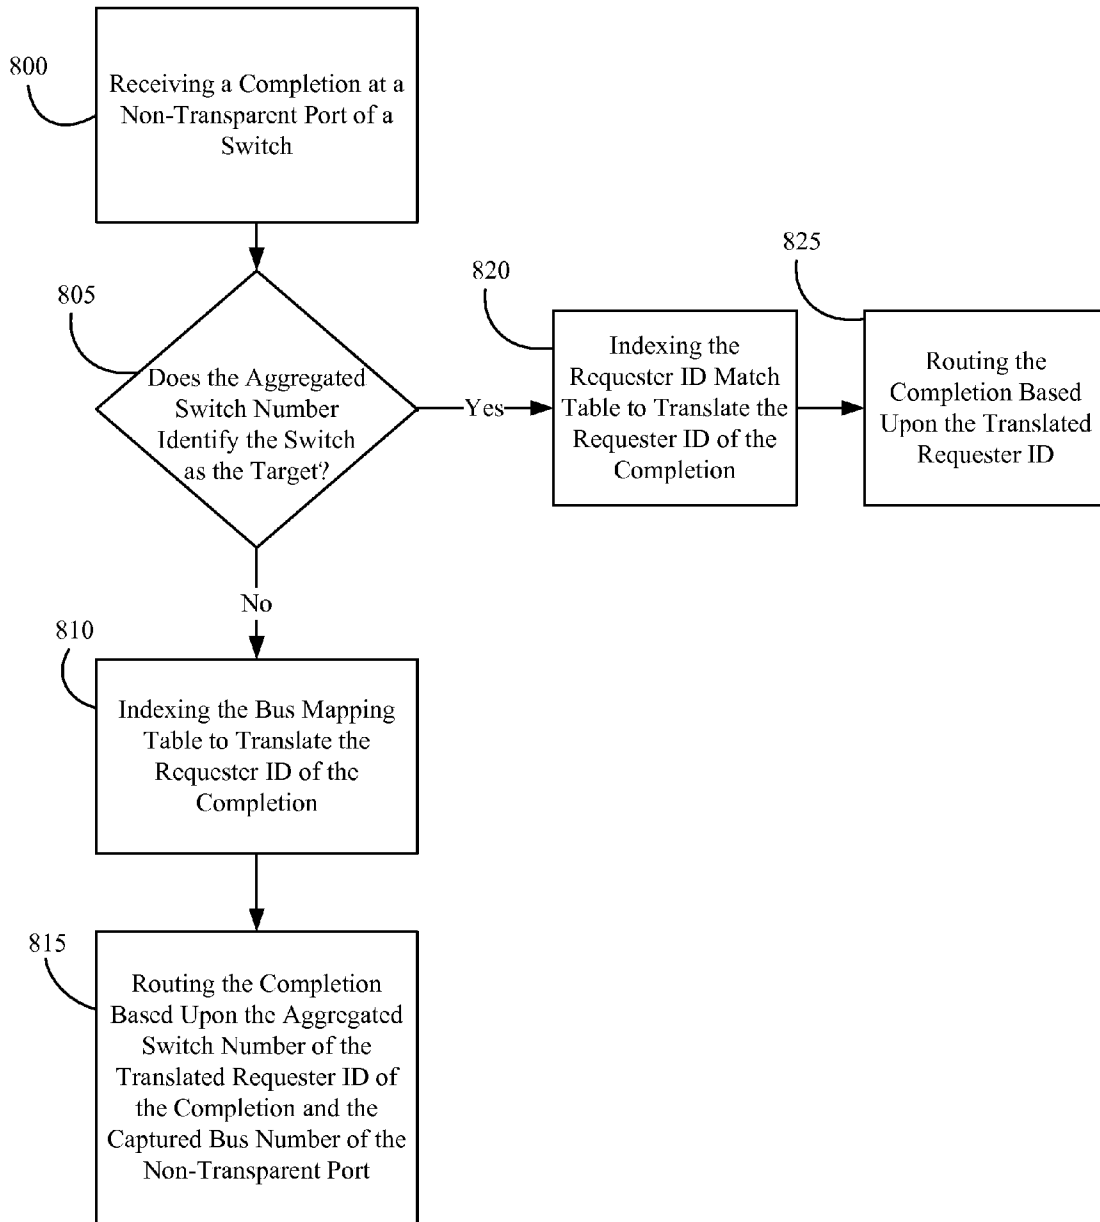 800
Receiving a Completion at a
Non-Transparent Port of a
Switch
805
Does the Aggregated
Switch Number
Identify the Switch
as the Target?
Yes
820
Indexing the
Requester ID Match
Table to Translate the
Requester ID of the
Completion
825
Routing the
Completion Based
Upon the Translated
Requester ID
No
810
Indexing the Bus Mapping
Table to Translate the
Requester ID of the
Completion
815
Routing the Completion
Based Upon the Aggregated
Switch Number of the
Translated Requester ID of
the Completion and the
Captured Bus Number of the
Non-Transparent Port